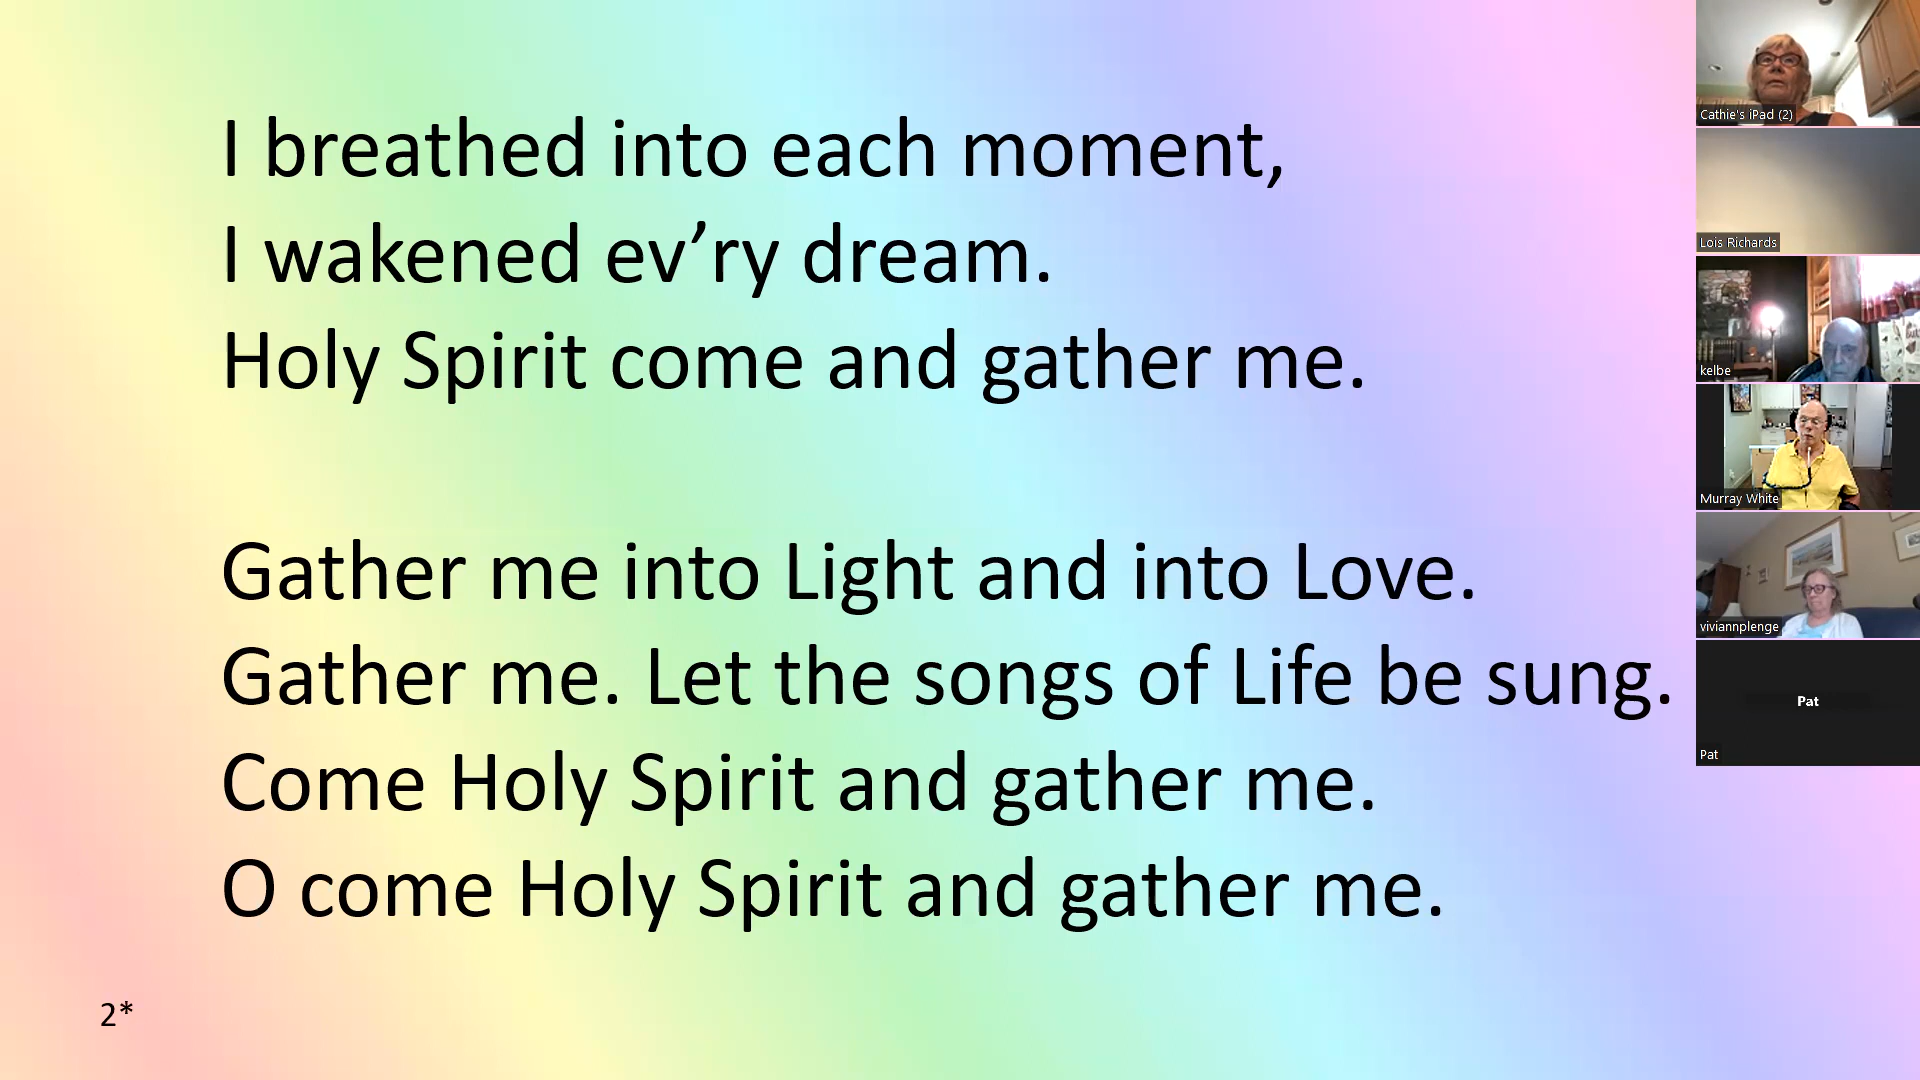 I breathed into each moment,
I wakened ev’ry dream.
Holy Spirit come and gather me.
Gather me into Light and into Love.
Gather me. Let the songs of Life be sung.
Come Holy Spirit and gather me.
O come Holy Spirit and gather me.
2*
Cathie's iPad (2)
Lois Richards
kelbe
Murray White
viviannplenge
Pat
Pat